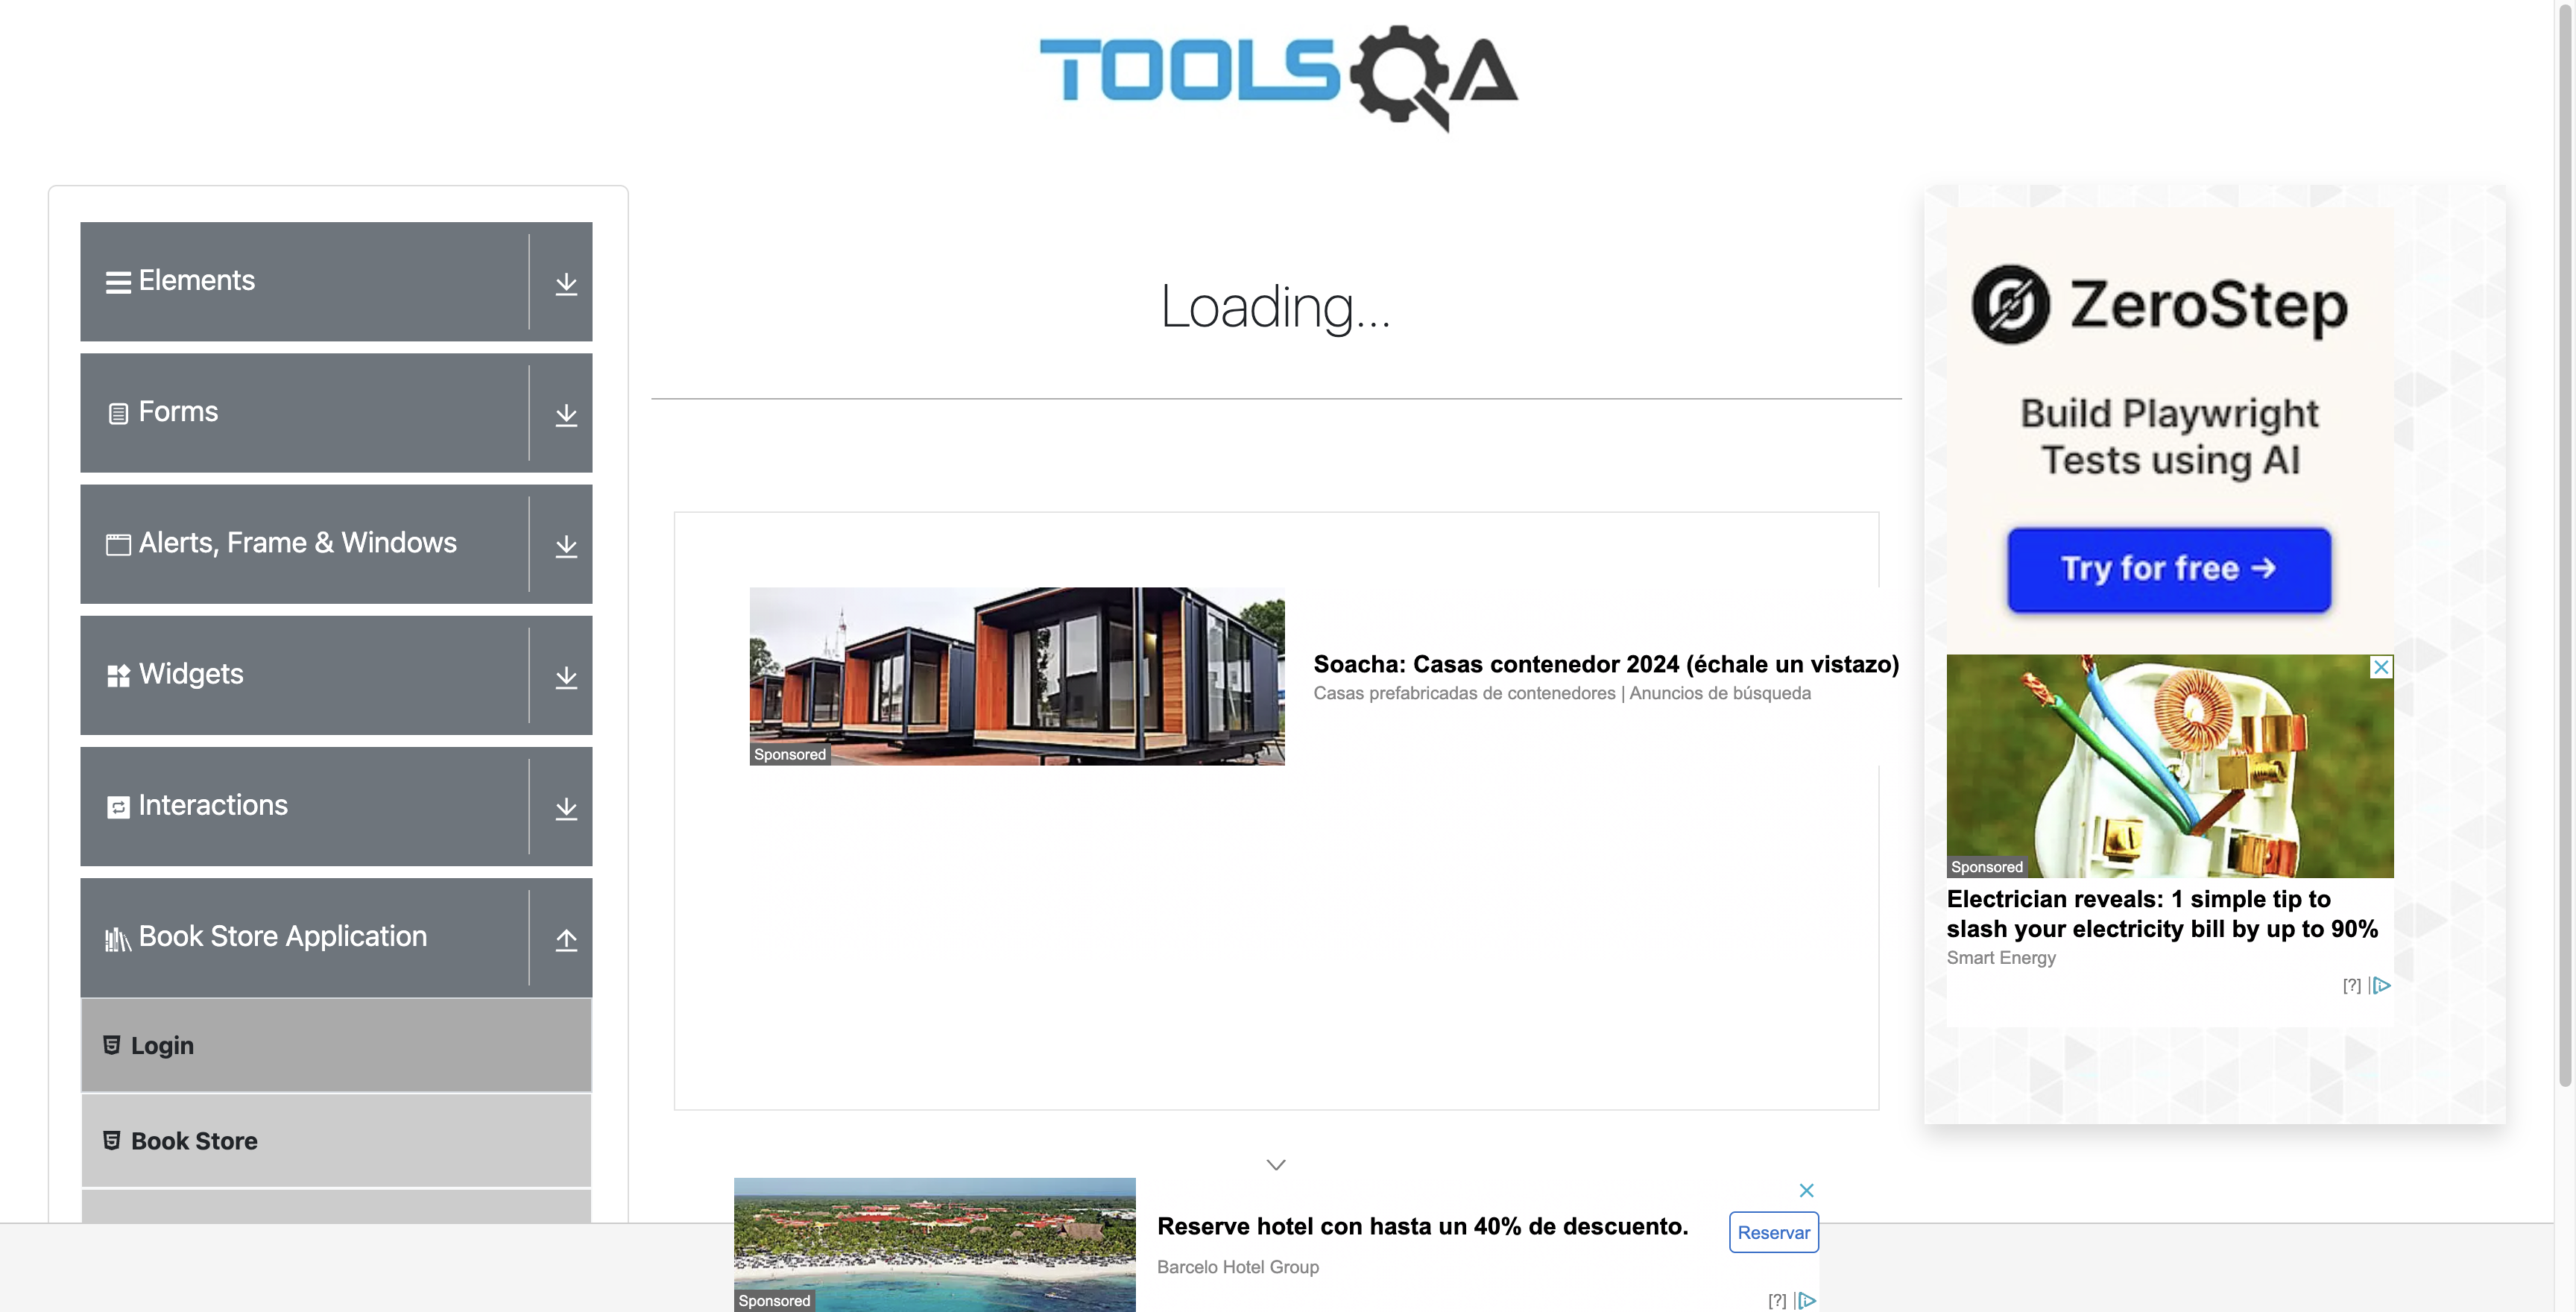 TOOLSQA
Elements
Forms
Alerts, Frame & Windows
Widgets
Interactions
Book Store Application
Login
Book Store
Loading...
Sponsored
Soacha: Casas contenedor 2024 (échale un vistazo)
Casas prefabricadas de contenedores | Anuncios de búsqueda
ZeroStep
Build Playwright
Tests using AI
Try for free →
Sponsored
Electrician reveals: 1 simple tip to
slash your electricity bill by up to 90%
Smart Energy
[?]
Sponsored
Reserve hotel con hasta un 40% de descuento.
Barcelo Hotel Group
Reservar
[?]